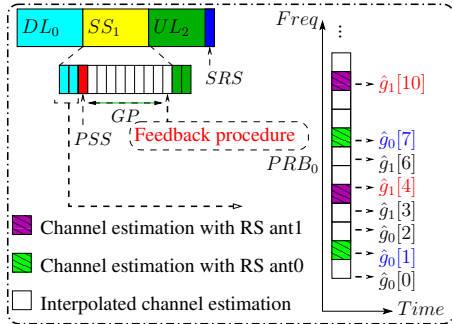 DL₀ SS₁ UL₂
SRS
GP
PSS
Feedback procedure
Channel estimation with RS ant1
Channel estimation with RS ant0
Interpolated channel estimation
Freq
ĝ₁[10]
ĝ₀[7]
ĝ₁[6]
PRB₀
ĝ₁[4]
ĝ₁[3]
ĝ₀[2]
ĝ₀[1]
ĝ₀[0]
Time